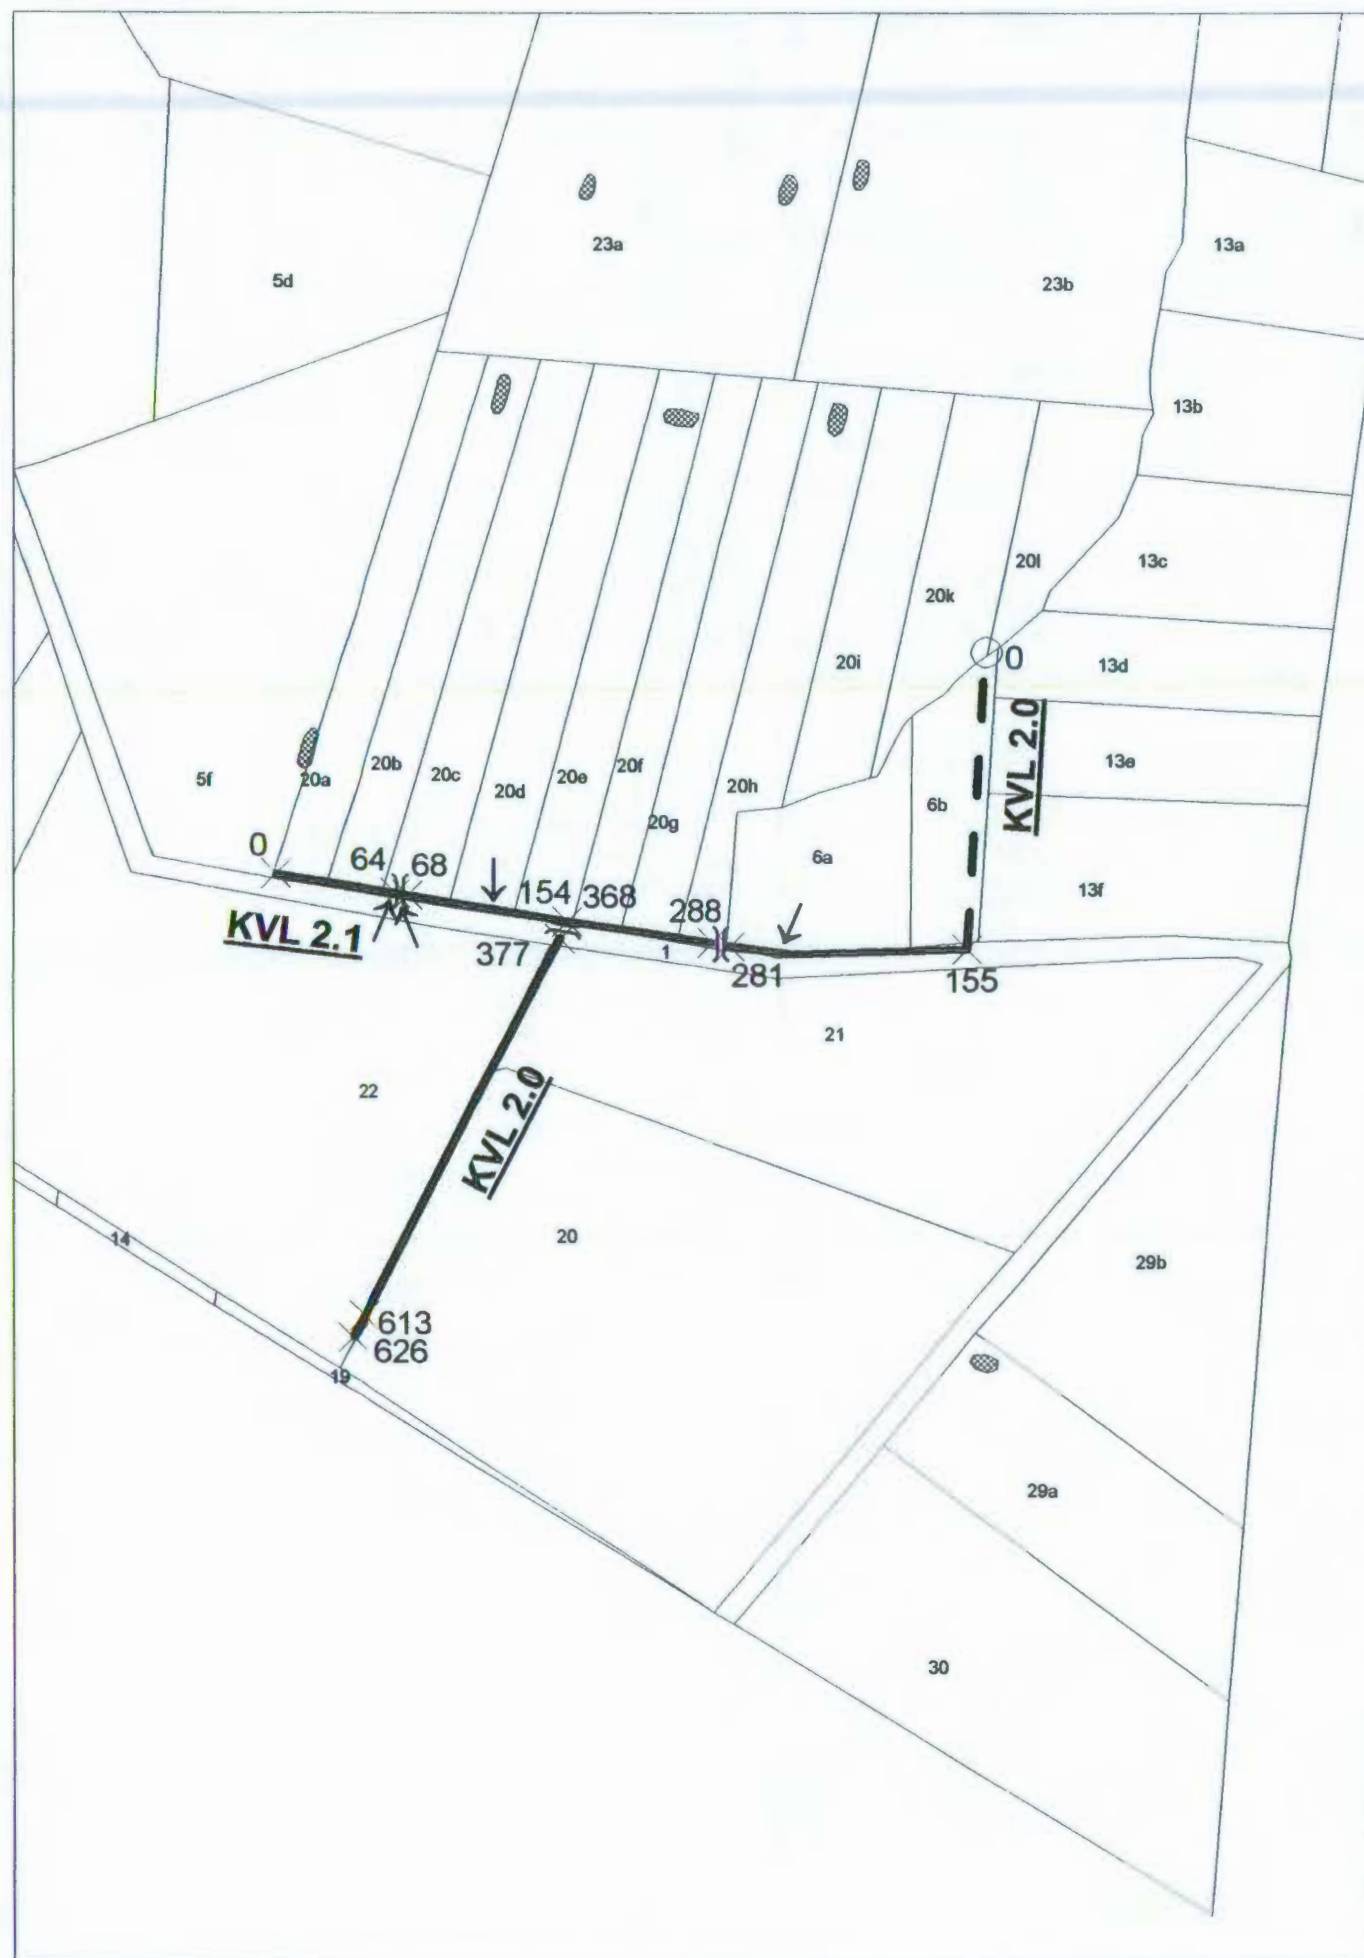 23a
13a
5d
23b
13b
20l
13c
20k
0
13d
20i
KVL 2.0
20b
20f
13e
5f
20a
20c
20e
20h
20d
6b
20g
0
64
68
6a
13f
154
368
288
KVL 2.1
377
1
281
155
21
22
KVL 2.0
20
14
29b
613
626
19
29a
30